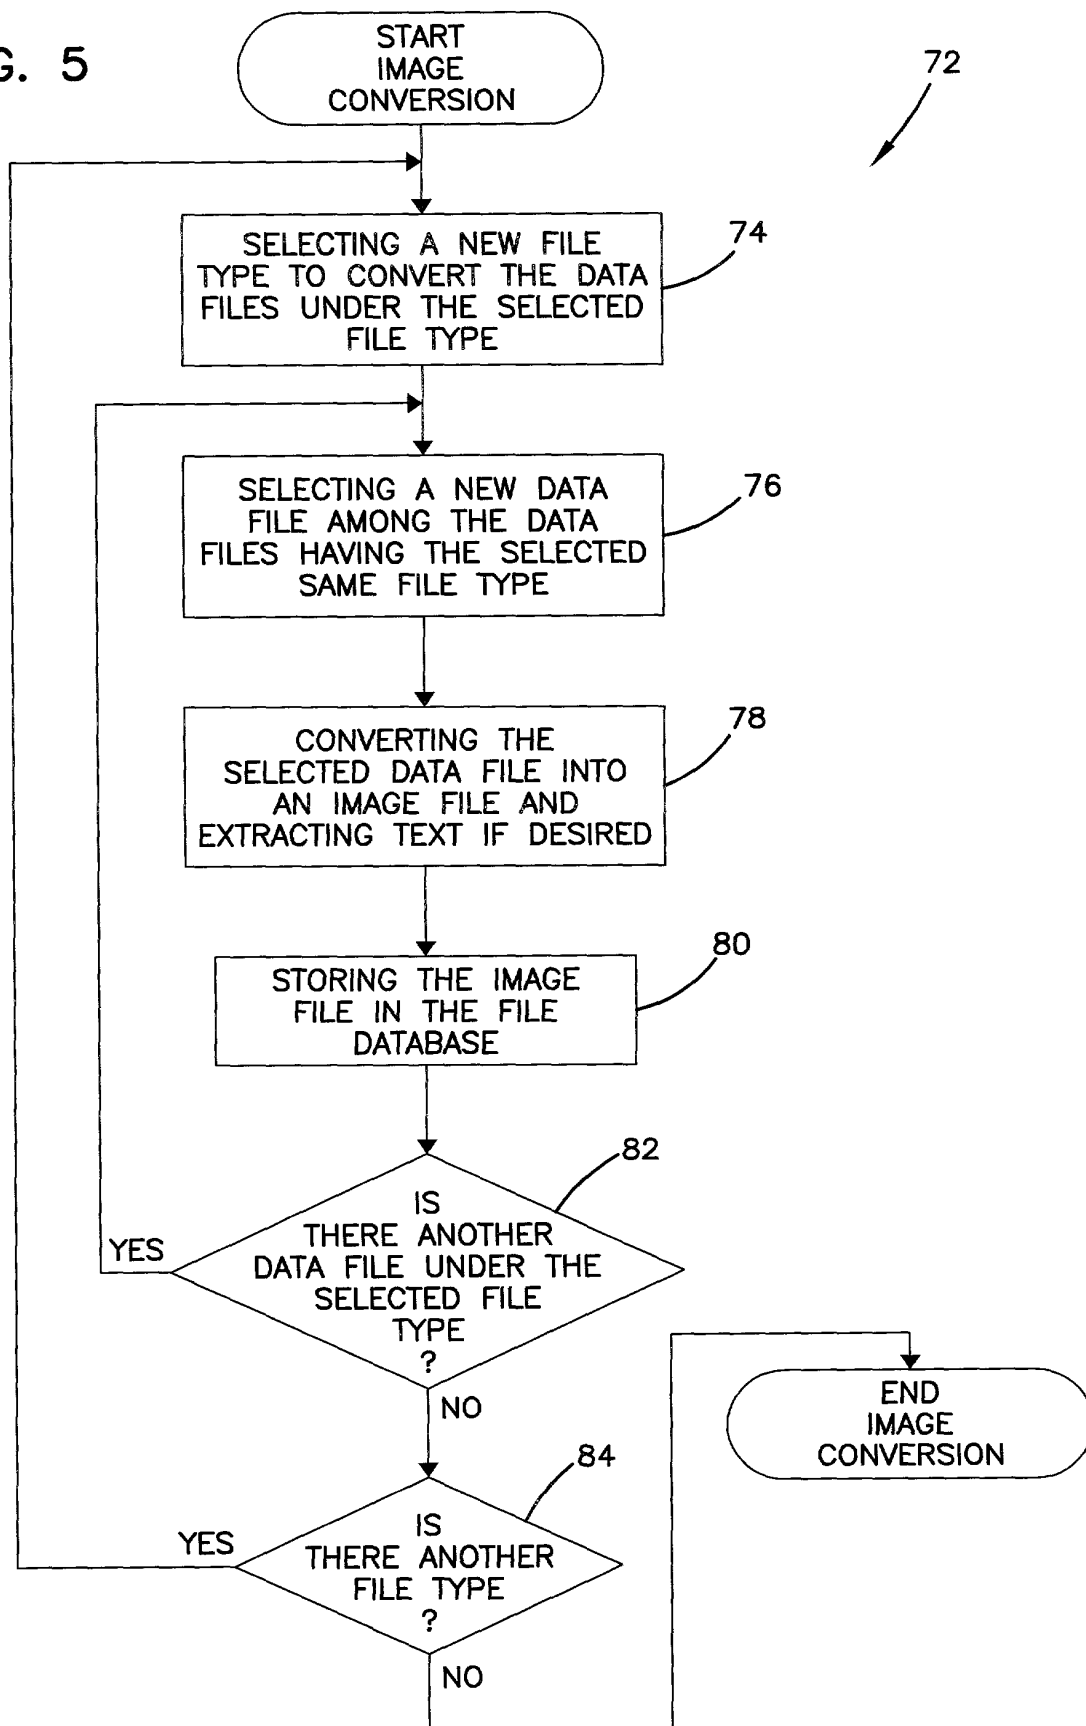 G. 5
START
IMAGE
CONVERSION
72
SELECTING A NEW FILE
TYPE TO CONVERT THE DATA
FILES UNDER THE SELECTED
FILE TYPE
74
SELECTING A NEW DATA
FILE AMONG THE DATA
FILES HAVING THE SELECTED
SAME FILE TYPE
76
CONVERTING THE
SELECTED DATA FILE INTO
AN IMAGE FILE AND
EXTRACTING TEXT IF DESIRED
78
STORING THE IMAGE
FILE IN THE FILE
DATABASE
80
IS
THERE ANOTHER
DATA FILE UNDER THE
SELECTED FILE
TYPE
?
82
YES
NO
IS
THERE ANOTHER
FILE TYPE
?
84
YES
NO
END
IMAGE
CONVERSION